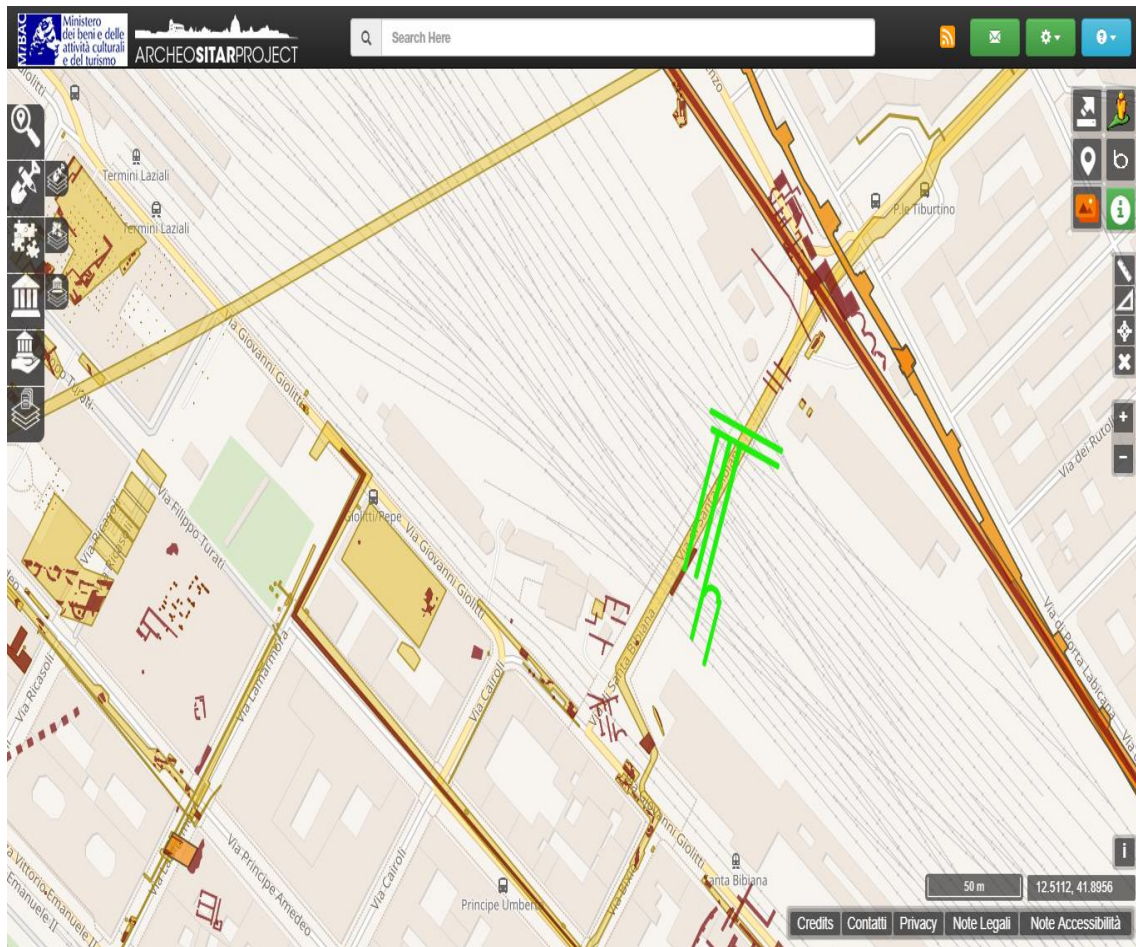 MiBAC
Ministero
dei beni e delle
attività culturali
e del turismo
ARCHEOSITARPROJECT
Search Here
Giolitti
Termini Laziali
Termini Laziali
P.le Tiburtino
Via Giovanni Giolitti
Via Filippo Turati
Giolitti/Pepe
Via Giovanni Giolitti
Via Ricasoli
Via dei Rutoli
Via Ricasoli
Via Lamarmora
Via Cairoli
Via di Santa Bibiana
Via di Porta Labicana
Via Principe Amedeo
Via Cairoli
Principe Umberto
Santa Bibiana
Vittorio Emanuele II
Emanuele II
50 m
12.5112, 41.8956
Credits
Contatti
Privacy
Note Legali
Note Accessibilità